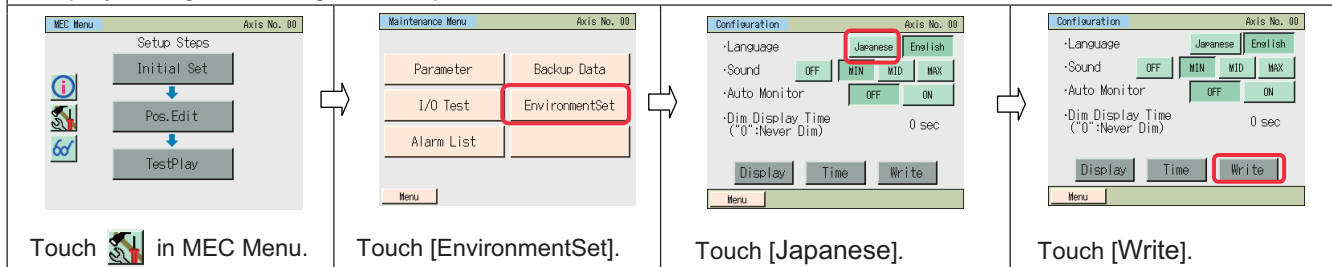 MEC Menu
Axis No. 00
Setup Steps
Initial Set
Pos.Edit
TestPlay
Touch in MEC Menu.
Maintenance Menu
Axis No. 00
Parameter
Backup Data
I/O Test
EnvironmentSet
Alarm List
Menu
Touch [EnvironmentSet].
Configuration
Axis No. 00
・Language Japanese English
・Sound OFF MIN MID MAX
・Auto Monitor OFF ON
・Dim Display Time
("0":Never Dim) 0 sec
Display Time Write
Menu
Touch [Japanese].
Configuration
Axis No. 00
・Language Japanese English
・Sound OFF MIN MID MAX
・Auto Monitor OFF ON
・Dim Display Time
("0":Never Dim) 0 sec
Display Time Write
Menu
Touch [Write].